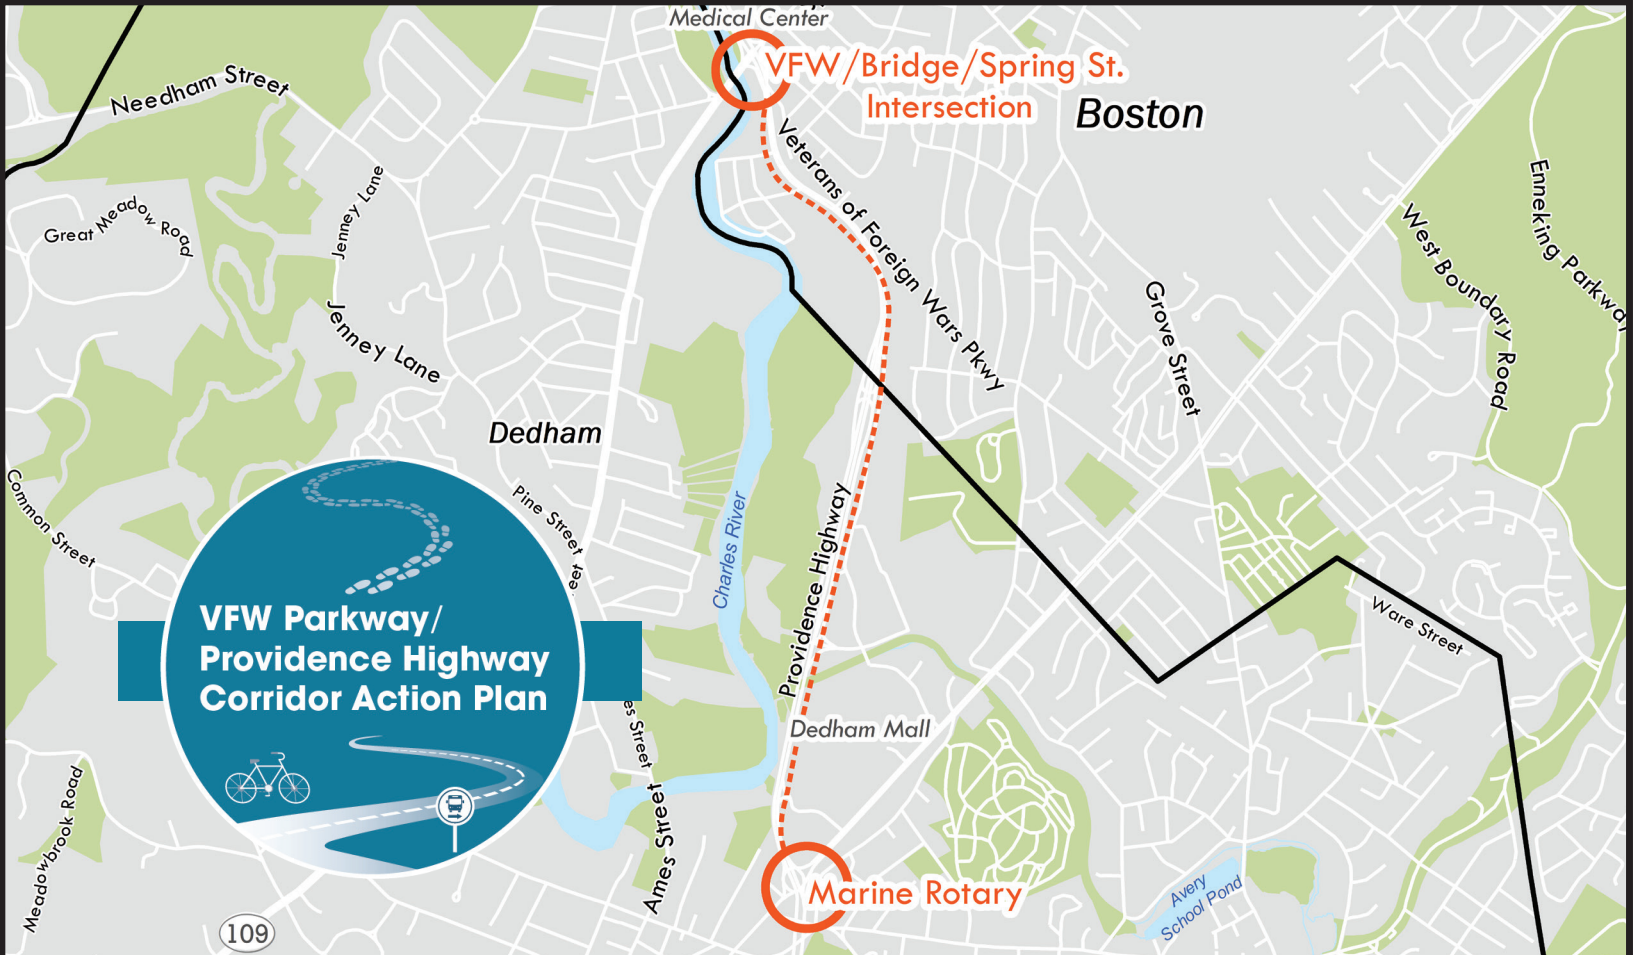 Medical Center
VFW/Bridge/Spring St.
Intersection
Boston
Needham Street
Veterans of Foreign Wars Pkwy
Enneking Parkway
Jenney Lane
Great Meadow Road
West Boundary Road
Grove Street
Jenney Lane
Dedham
Common Street
Pine Street
eet
Charles River
Providence Highway
Ware Street
VFW Parkway/
Providence Highway
Corridor Action Plan
es Street
Dedham Mall
Meadowbrook Road
Ames Street
Marine Rotary
Avery
School Pond
109